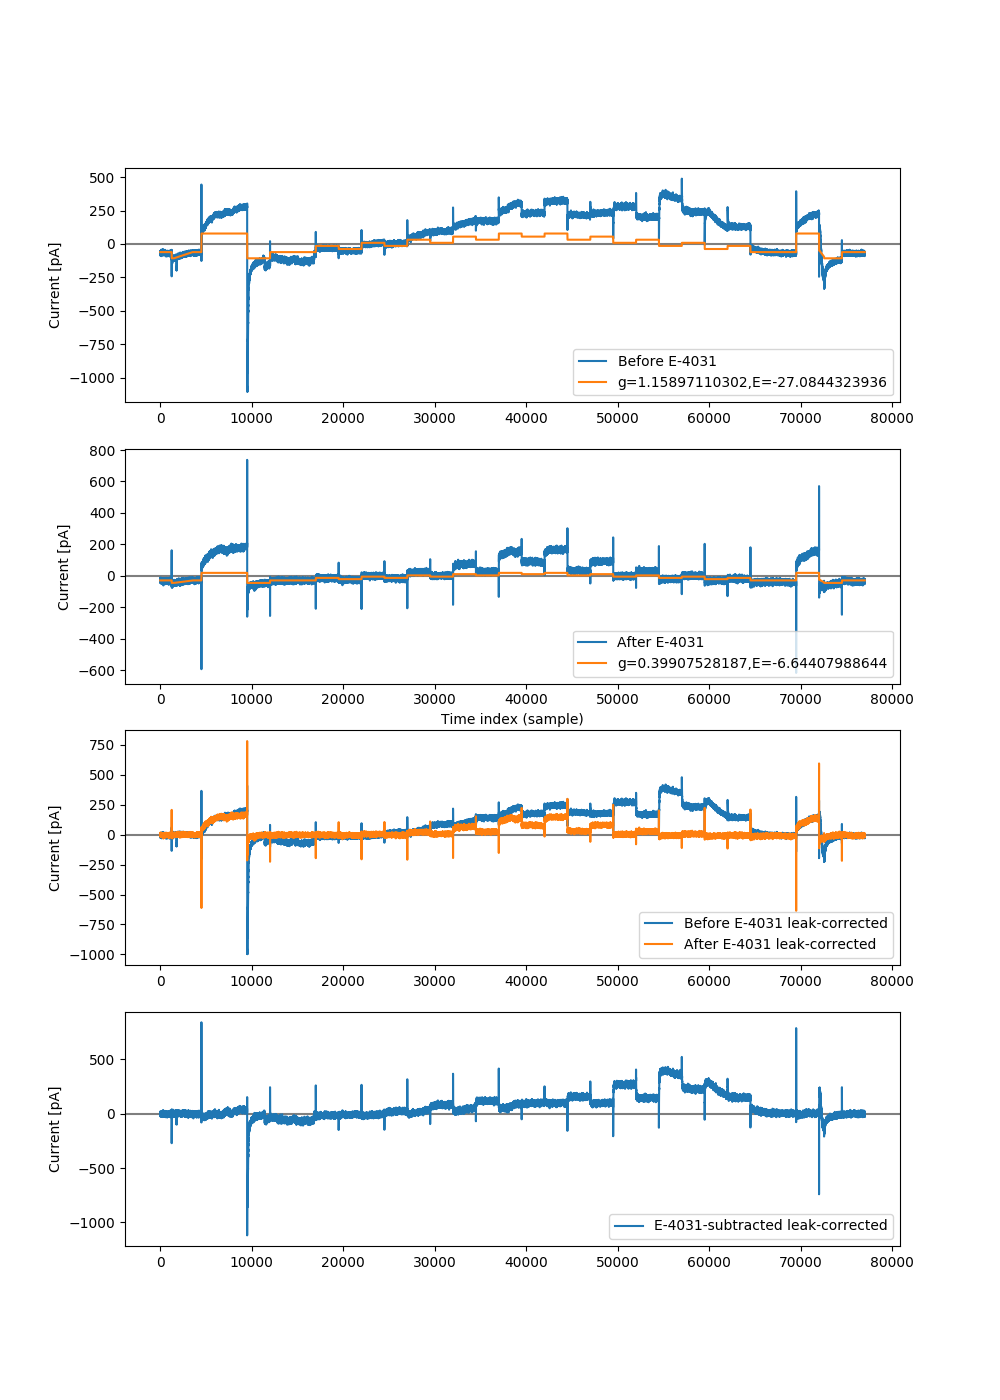 500
250
0
−250
−500
−750
−1000
Current [pA]
Before E-4031
g=1.15897110302,E=-27.0844323936
0 10000 20000 30000 40000 50000 60000 70000 80000
800
600
400
200
0
−200
−400
−600
Current [pA]
After E-4031
g=0.39907528187,E=-6.64407988644
0 10000 20000 30000 40000 50000 60000 70000 80000
Time index (sample)
750
500
250
0
−250
−500
−750
−1000
Current [pA]
Before E-4031 leak-corrected
After E-4031 leak-corrected
0 10000 20000 30000 40000 50000 60000 70000 80000
500
0
−500
−1000
Current [pA]
E-4031-subtracted leak-corrected
0 10000 20000 30000 40000 50000 60000 70000 80000